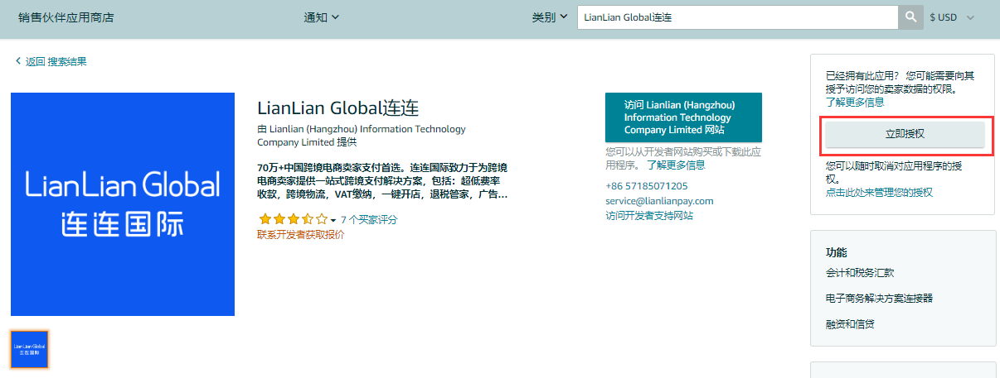 销售伙伴应用商店
通知
类别
LianLian Global连连
$ USD
返回 搜索结果
LianLian Global
连连国际
LianLian Global
连连国际
LianLian Global连连
由 Lianlian (Hangzhou) Information Technology
Company Limited 提供
70万+中国跨境电商卖家支付首选。连连国际致力于为跨境
电商卖家提供一站式跨境支付解决方案，包括：超低费率
收款，跨境物流，VAT缴纳，一键开店，退税管家，广告...
7 个买家评分
联系开发者获取报价
访问 Lianlian (Hangzhou)
Information Technology
Company Limited 网站
您可以从开发者网站购买或下载此应
用程序。 了解更多信息
+86 57185071205
service@lianlianpay.com
访问开发者支持网站
已经拥有此应用？ 您可能需要向其
授予访问您的卖家数据的权限。
了解更多信息
立即授权
您可以随时取消对应用程序的授
权。
点击此处来管理您的授权
功能
会计和税务汇款
电子商务解决方案连接器
融资和信贷